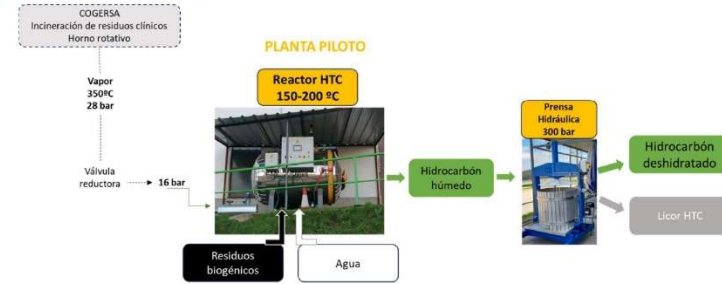 COGERSA
Incineración de residuos clínicos
Horno rotativo
PLANTA PILOTO
Vapor
350ºC
28 bar
Reactor HTC
150-200 ºC
Prensa
Hidráulica
300 bar
Válvula
reductora
16 bar
Hidrocarbón
húmedo
Hidrocarbón
deshidratado
Licor HTC
Residuos
biogénicos
Agua